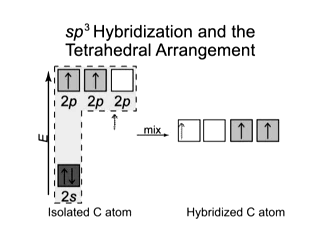 sp³ Hybridization and the
Tetrahedral Arrangement
2p 2p 2p
E
mix
2s
Isolated C atom Hybridized C atom